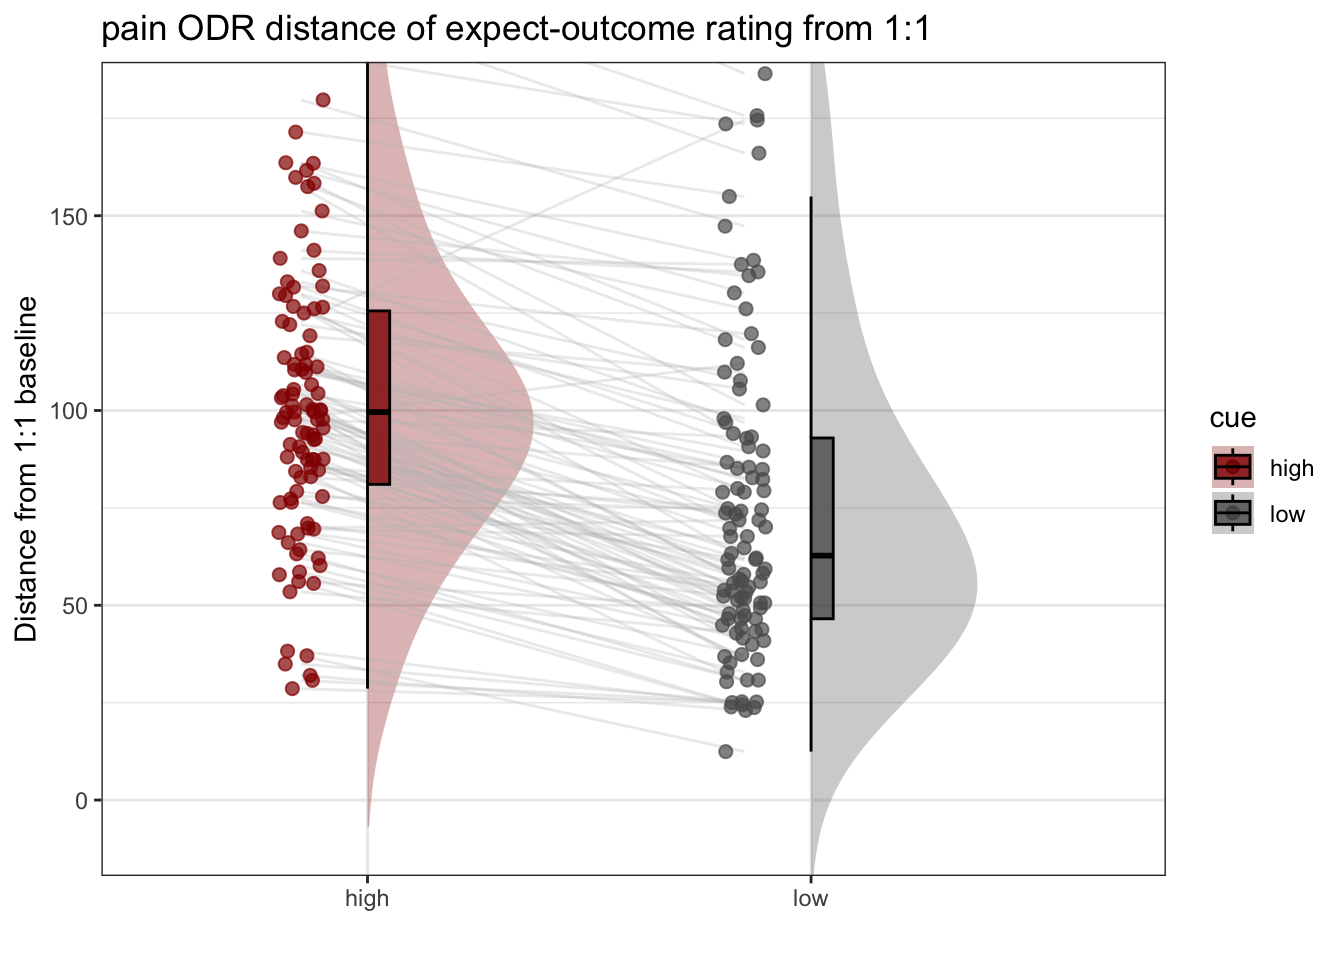 pain ODR distance of expect-outcome rating from 1:1
Distance from 1:1 baseline
150
100
50
0
high
low
cue
high
low